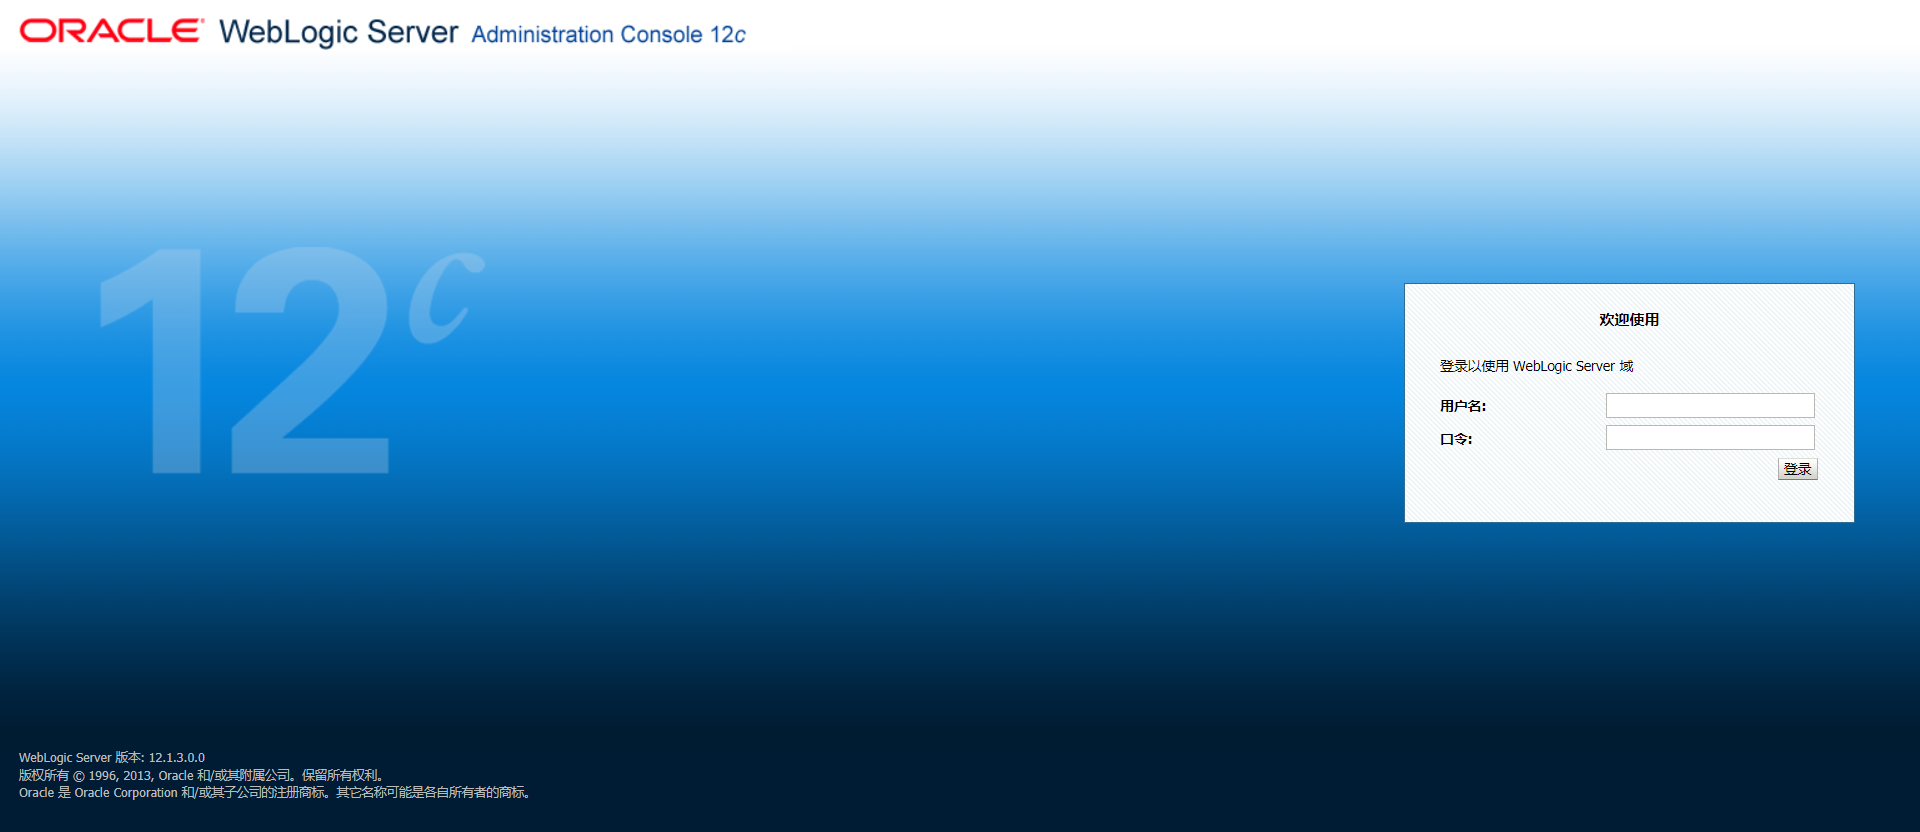 ORACLE WebLogic Server Administration Console 12c
12c
欢迎使用
登录以使用 WebLogic Server 域
用户名:
口令:
登录
WebLogic Server 版本: 12.1.3.0.0
版权所有 © 1996, 2013, Oracle 和/或其附属公司。保留所有权利。
Oracle 是 Oracle Corporation 和/或其子公司的注册商标。其它名称可能是各自所有者的商标。